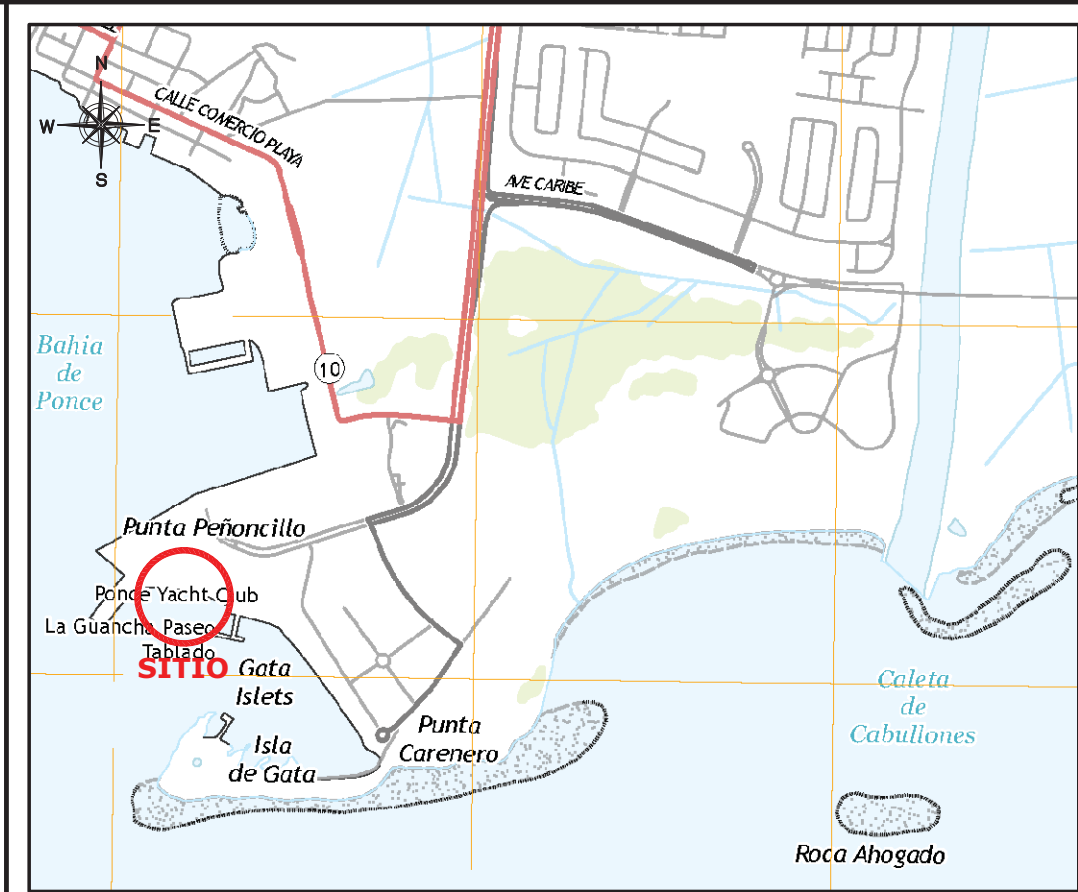 N
W E
S
CALLE COMERCIO PLAYA
AVE CARIBE
Bahia
de
Ponce
10
Punta Peñoncillo
Ponce Yacht Club
La Guancha Paseo
Tablado
SITIO
Gata
Islets
Isla
de Gata
Punta
Carenero
Caleta
de
Cabullones
Roca Ahogado